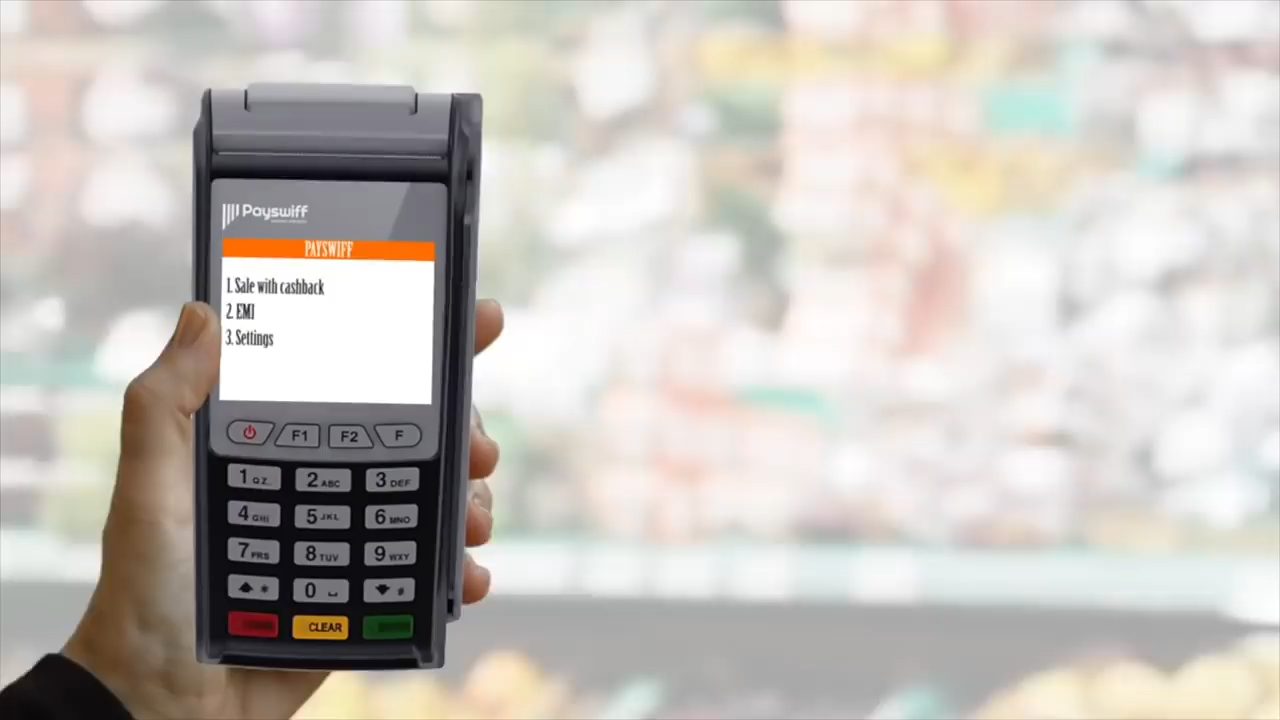 Payswiff
PAYSWIFF
1. Sale with cashback
2. EMI
3. Settings
F1 F2 F
1 QZ. 2 ABC 3 DEF
4 GHI 5 JKL 6 MNO
7 PRS 8 TUV 9 WXY
* 0 #
CLEAR